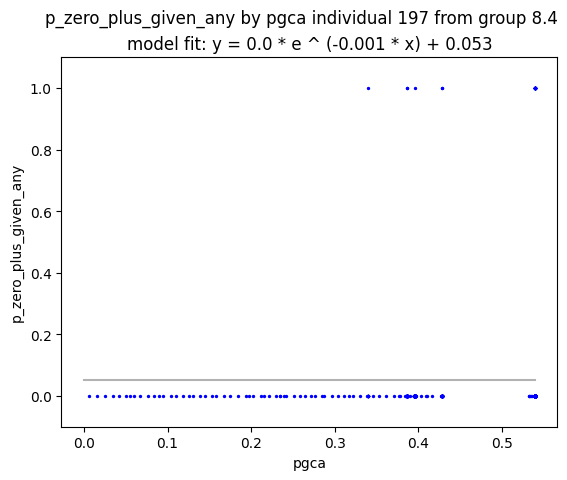 p_zero_plus_given_any by pgca individual 197 from group 8.4
model fit: y = 0.0 * e ^ (-0.001 * x) + 0.053
1.0
0.8
0.6
0.4
0.2
0.0
p_zero_plus_given_any
0.0 0.1 0.2 0.3 0.4 0.5
pgca